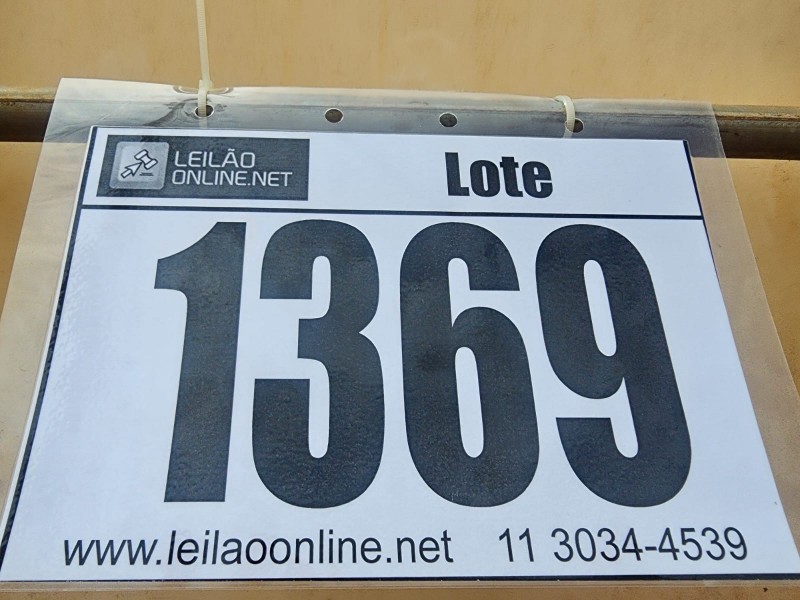 LEILÃO
ONLINE.NET
Lote
1369
www.leilaoonline.net 11 3034-4539